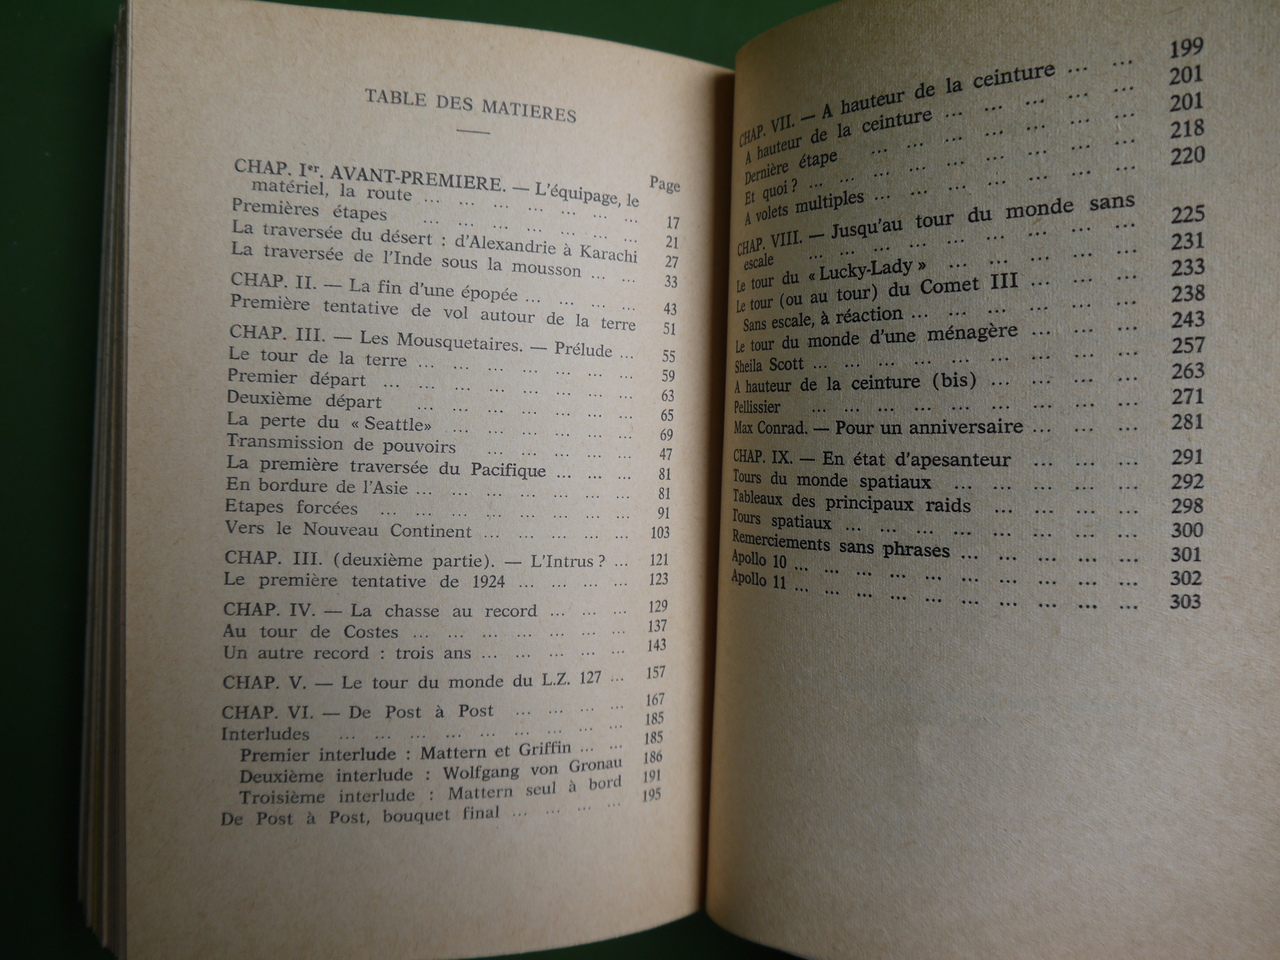 TABLE DES MATIERES
Page
CHAP. Ier. AVANT-PREMIERE. — L'équipage, le
matériel, la route ... ... ... ... ... ... ... 17
Premières étapes ... ... ... ... ... ... 21
La traversée du désert : d'Alexandrie à Karachi 27
La traversée de l'Inde sous la mousson ... ... 33
CHAP. II. — La fin d'une épopée ... ... ... ... 43
Première tentative de vol autour de la terre 51
CHAP. III. — Les Mousquetaires. — Prélude ... 55
Le tour de la terre ... ... ... ... ... ... 59
Premier départ ... ... ... ... ... ... ... 63
Deuxième départ ... ... ... ... ... ... 65
La perte du « Seattle» ... ... ... ... ... 69
Transmission de pouvoirs ... ... ... ... 47
La première traversée du Pacifique ... ... ... 81
En bordure de l'Asie ... ... ... ... ... ... 81
Etapes forcées ... ... ... ... ... ... ... 91
Vers le Nouveau Continent ... ... ... ... ... 103
CHAP. III. (deuxième partie). — L'Intrus ? ... 121
Le première tentative de 1924 ... ... ... ... 123
CHAP. IV. — La chasse au record ... ... ... 129
Au tour de Costes ... ... ... ... ... ... 137
Un autre record : trois ans ... ... ... ... ... 143
CHAP. V. — Le tour du monde du L.Z. 127 ... 157
CHAP. VI. — De Post à Post ... ... ... ... 167
Interludes ... ... ... ... ... ... ... ... 185
Premier interlude : Mattern et Griffin ... ... 185
Deuxième interlude : Wolfgang von Gronau 186
Troisième interlude : Mattern seul à bord 191
De Post à Post, bouquet final ... ... ... ... 195
CHAP. VII. — A hauteur de la ceinture ... ... 199
A hauteur de la ceinture ... ... ... ... ... 201
Dernière étape ... ... ... ... ... ... ... 201
Et quoi ? ... ... ... ... ... ... ... ... 218
A volets multiples ... ... ... ... ... ... ... 220
CHAP. VIII. — Jusqu'au tour du monde sans
escale ... ... ... ... ... ... ... ... ... 225
Le tour du « Lucky-Lady » ... ... ... ... ... 231
Le tour (ou au tour) du Comet III ... ... ... 233
Sans escale, à réaction ... ... ... ... ... ... 238
Le tour du monde d'une ménagère ... ... ... 243
Sheila Scott ... ... ... ... ... ... ... ... 257
A hauteur de la ceinture (bis) ... ... ... ... 263
Pellissier ... ... ... ... ... ... ... ... 271
Max Conrad. — Pour un anniversaire ... ... ... 281
CHAP. IX. — En état d'apesanteur ... ... ... 291
Tours du monde spatiaux ... ... ... ... ... 292
Tableaux des principaux raids ... ... ... ... 298
Tours spatiaux ... ... ... ... ... ... ... 300
Remerciements sans phrases ... ... ... ... ... 301
Apollo 10 ... ... ... ... ... ... ... ... ... 302
Apollo 11 ... ... ... ... ... ... ... ... ... 303